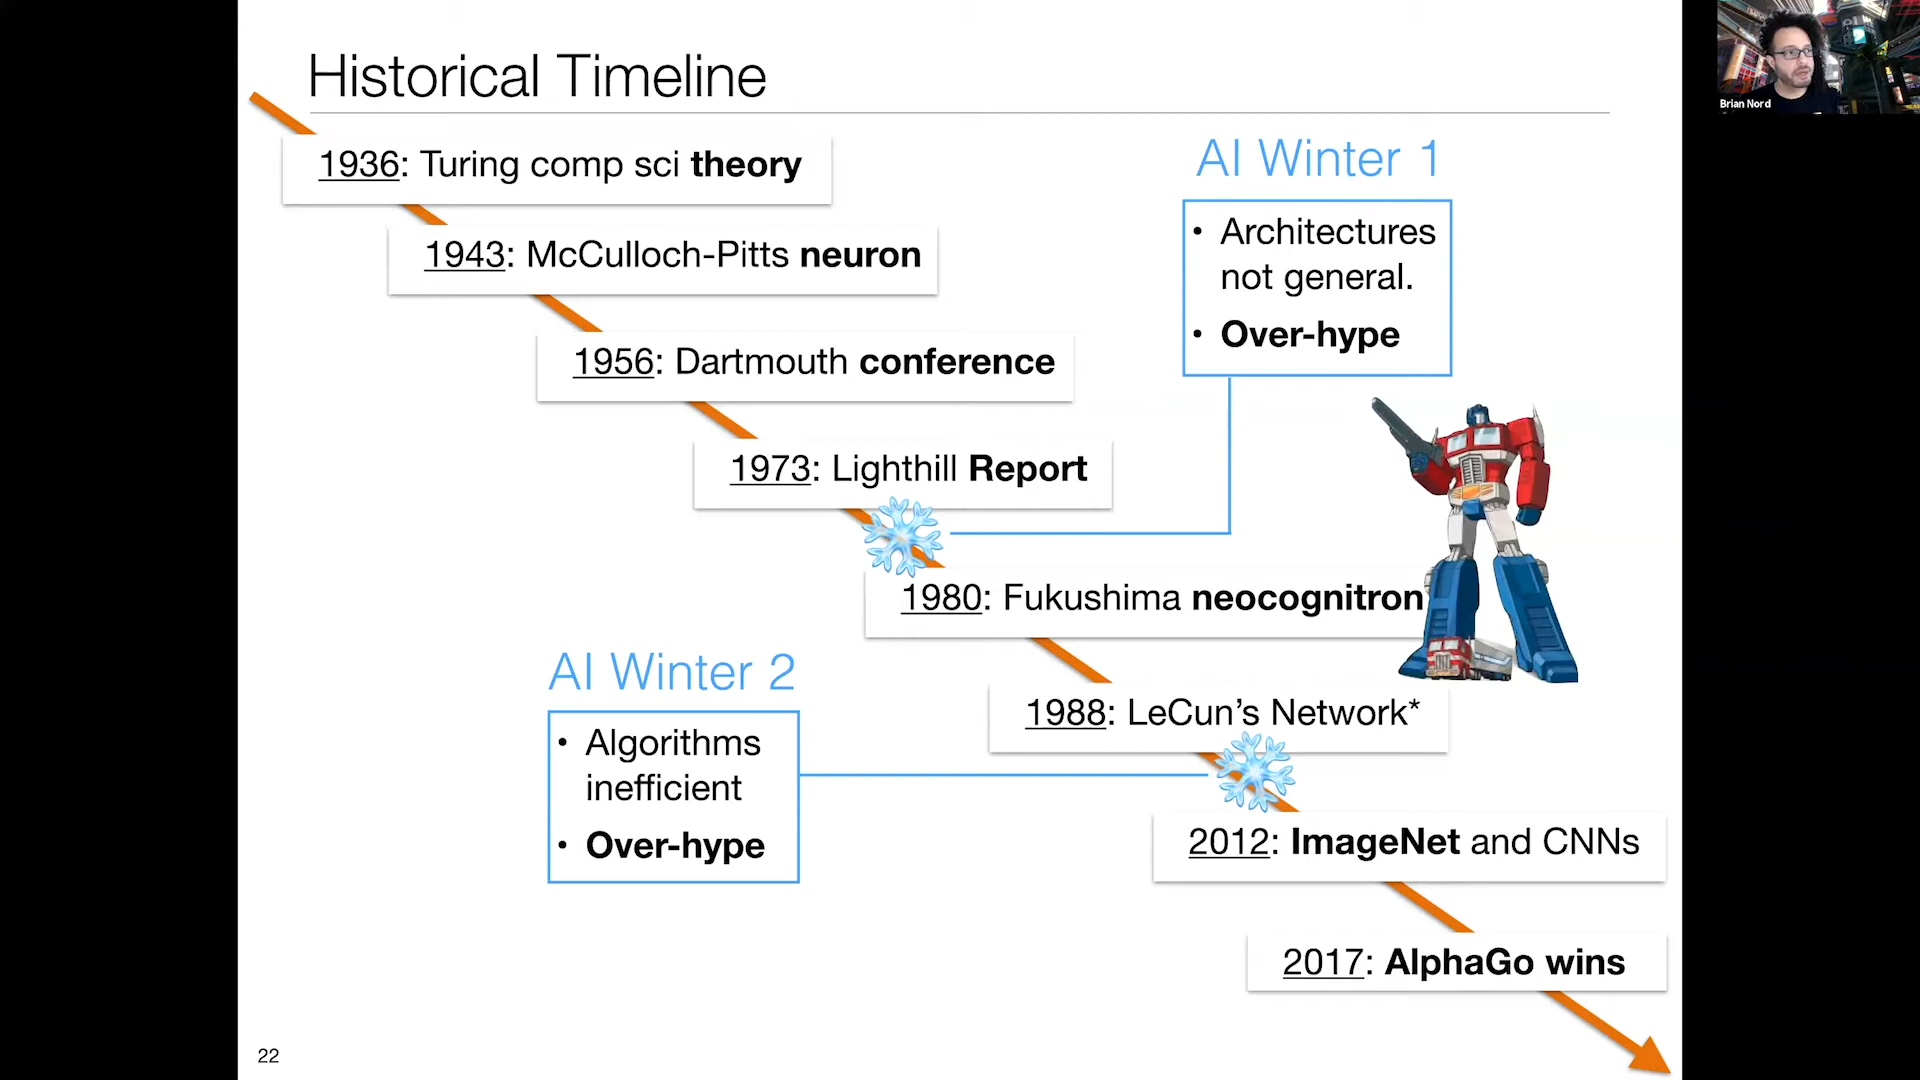 Historical Timeline
Brian Nord
1936: Turing comp sci theory
1943: McCulloch-Pitts neuron
1956: Dartmouth conference
1973: Lighthill Report
AI Winter 1
• Architectures
not general.
• Over-hype
1980: Fukushima neocognitron
1988: LeCun’s Network*
AI Winter 2
• Algorithms
inefficient
• Over-hype
2012: ImageNet and CNNs
2017: AlphaGo wins
22